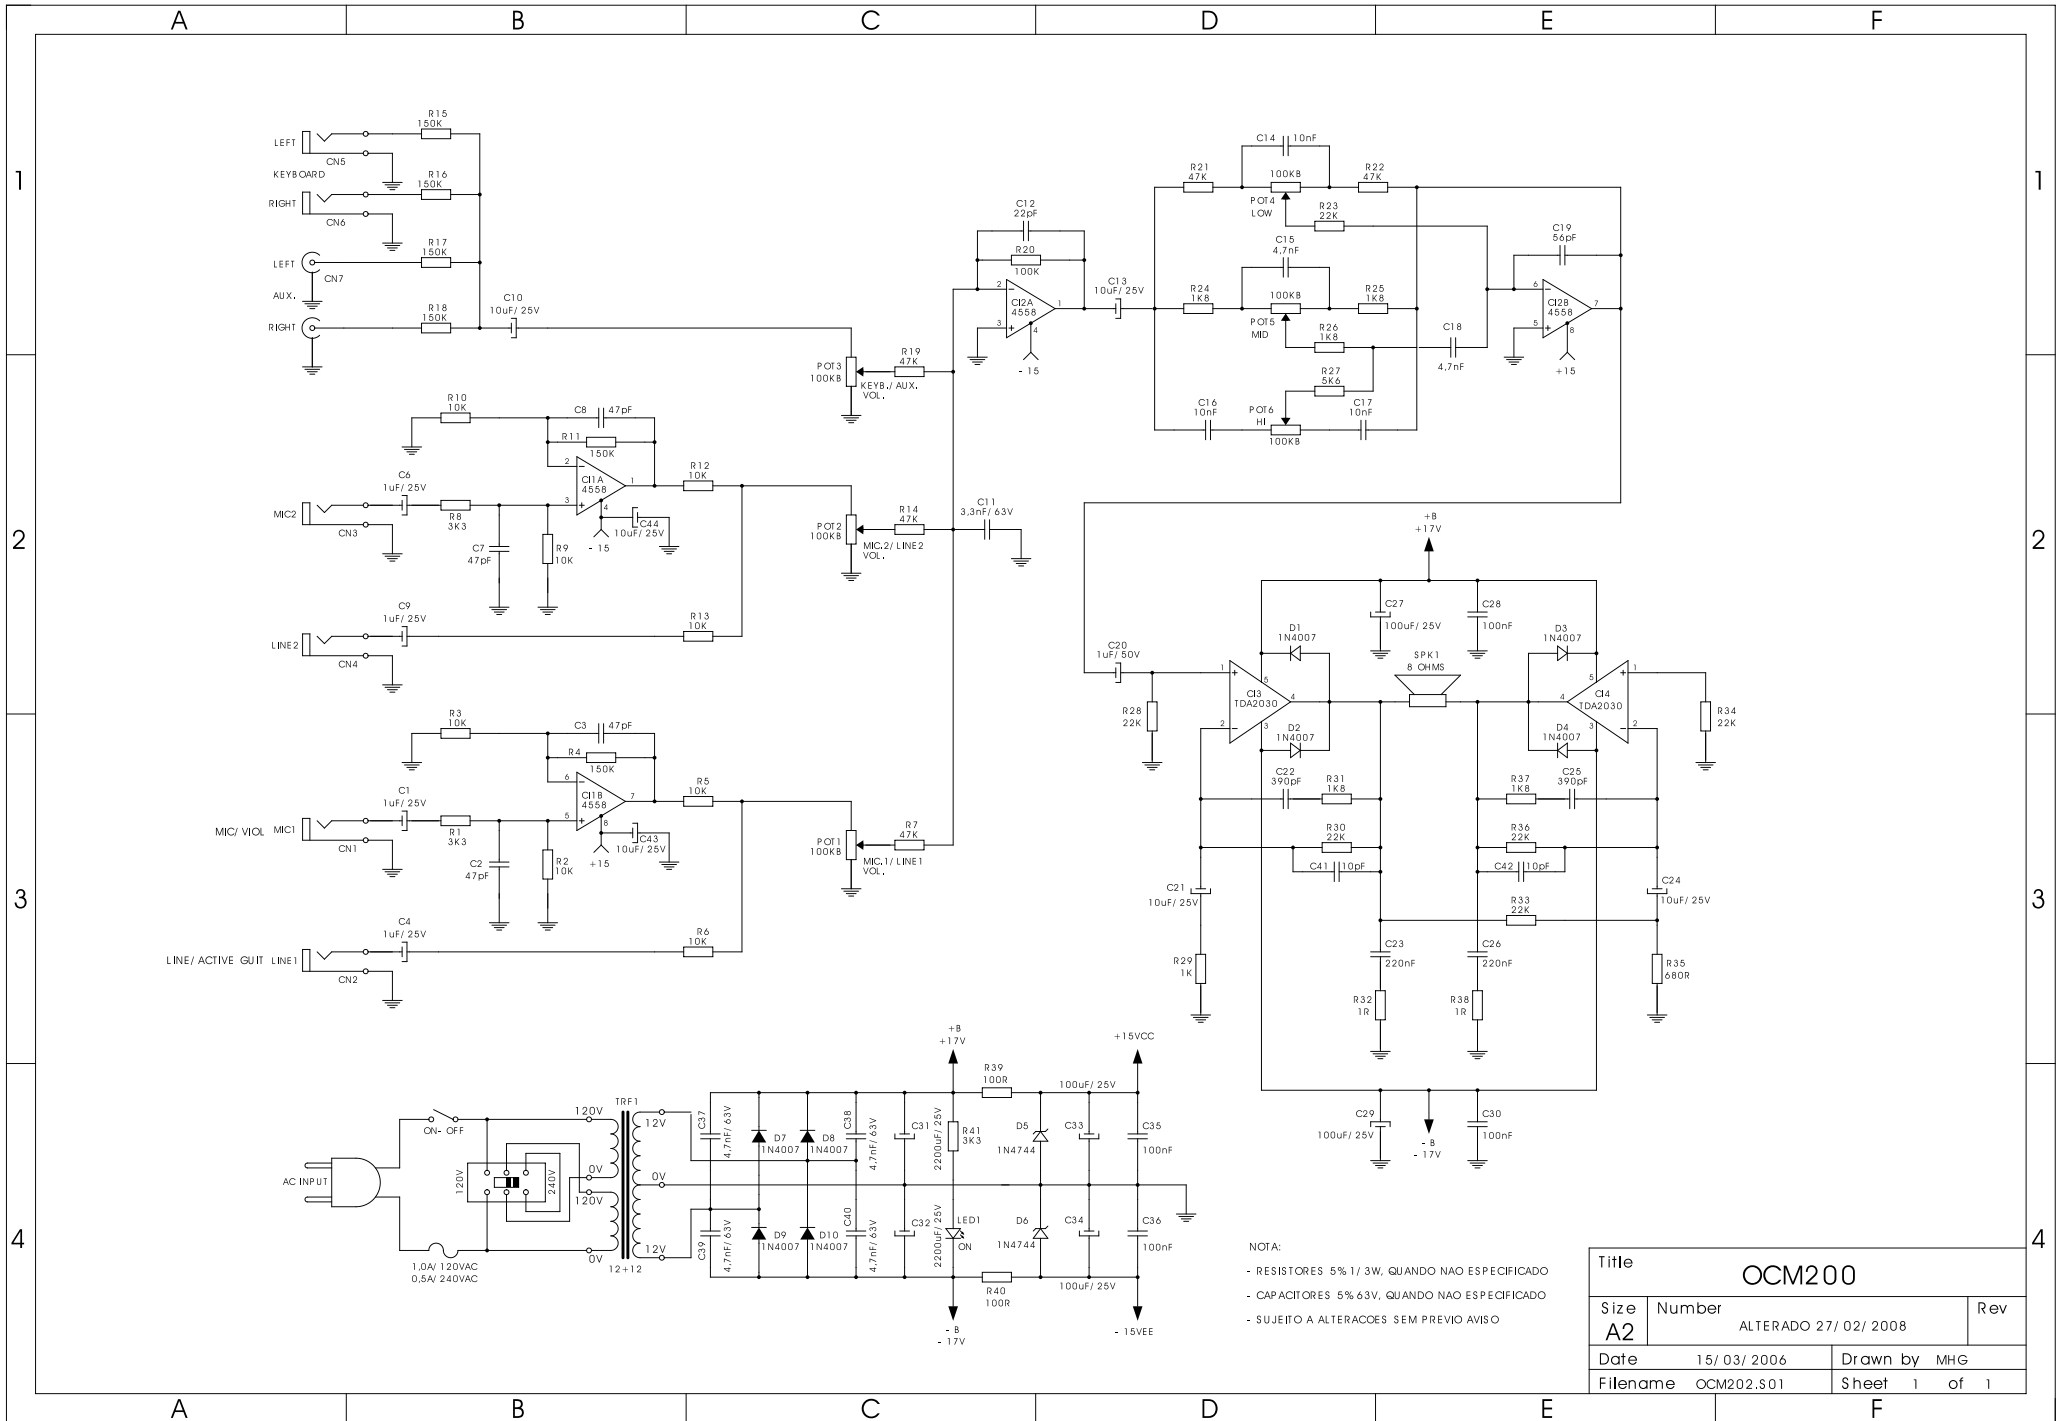 A
B
C
D
E
F
1
1
2
2
3
3
4
4
A
B
C
D
E
F
R15
150K
LEFT
CN5
KEYBOARD
R16
150K
RIGHT
CN6
R17
150K
LEFT
CN7
AUX.
R18
150K
RIGHT
C10
10uF/25V
POT3
100KB
R19
47K
KEYB./AUX.
VOL.
R10
10K
C8
47pF
R11
150K
C6
1uF/25V
MIC2
CN3
R8
3K3
C7
47pF
R9
10K
2
3
1
4
CI1A
4558
C44
10uF/25V
-15
R12
10K
POT2
100KB
R14
47K
MIC.2/LINE2
VOL.
C11
3,3nF/63V
C9
1uF/25V
LINE2
CN4
R13
10K
R3
10K
C3
47pF
R4
150K
C1
1uF/25V
MIC/VIOL MIC1
CN1
R1
3K3
C2
47pF
R2
10K
6
5
7
8
CI1B
4558
C43
10uF/25V
+15
R5
10K
POT1
100KB
R7
47K
MIC.1/LINE1
VOL.
C4
1uF/25V
LINE/ACTIVE GUIT LINE1
CN2
R6
10K
C12
22pF
R20
100K
2
3
1
4
CI2A
4558
-15
C13
10uF/25V
C14
10nF
R21
47K
100KB
R22
47K
POT4
LOW
R23
22K
C15
4,7nF
R24
1K8
100KB
R25
1K8
POT5
MID
R26
1K8
C18
4,7nF
R27
5K6
C16
10nF
POT6
HI
100KB
C17
10nF
C19
56pF
6
5
7
8
CI2B
4558
+15
+B
+17V
C27
100uF/25V
C28
100nF
D1
1N4007
D3
1N4007
C20
1uF/50V
SPK1
8 OHMS
1
2
5
4
3
CI3
TDA2030
1
2
5
4
3
CI4
TDA2030
R28
22K
R34
22K
D2
1N4007
D4
1N4007
C22
390pF
R31
1K8
R37
1K8
C25
390pF
R30
22K
R36
22K
C41
10pF
C42
10pF
C21
10uF/25V
C24
10uF/25V
R33
22K
C23
220nF
C26
220nF
R29
1K
R35
680R
R32
1R
R38
1R
C29
100uF/25V
C30
100nF
-B
-17V
AC INPUT
ON-OFF
120V
240V
1,0A/120VAC
0,5A/240VAC
TRF1
120V
0V
120V
0V
12V
0V
12V
12+12
C37
4,7nF/63V
D7
1N4007
D8
1N4007
C38
4,7nF/63V
C31
2200uF/25V
R41
3K3
C39
4,7nF/63V
D9
1N4007
D10
1N4007
C40
4,7nF/63V
C32
2200uF/25V
LED1
ON
+B
+17V
R39
100R
D5
1N4744
100uF/25V
C33
C35
100nF
+15VCC
D6
1N4744
C34
100uF/25V
C36
100nF
R40
100R
-B
-17V
-15VEE
NOTA:
- RESISTORES 5% 1/3W, QUANDO NAO ESPECIFICADO
- CAPACITORES 5% 63V, QUANDO NAO ESPECIFICADO
- SUJEITO A ALTERACOES SEM PREVIO AVISO
Title
OCM200
Size
A2
Number
ALTERADO 27/02/2008
Rev
Date 15/03/2006
Drawn by MHG
Filename OCM202.S01
Sheet 1 of 1